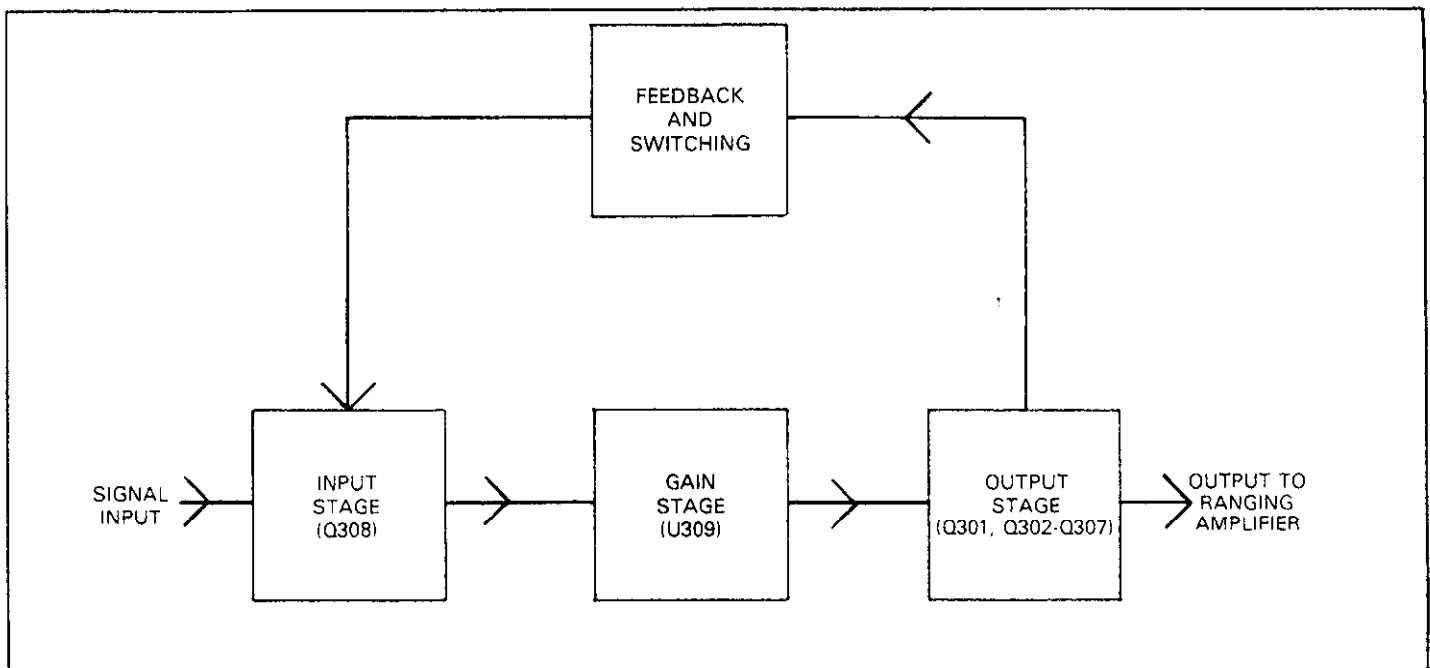 FEEDBACK
AND
SWITCHING
SIGNAL
INPUT
INPUT
STAGE
(Q308)
GAIN
STAGE
(U309)
OUTPUT
STAGE
(Q301, Q302-Q307)
OUTPUT TO
RANGING
AMPLIFIER